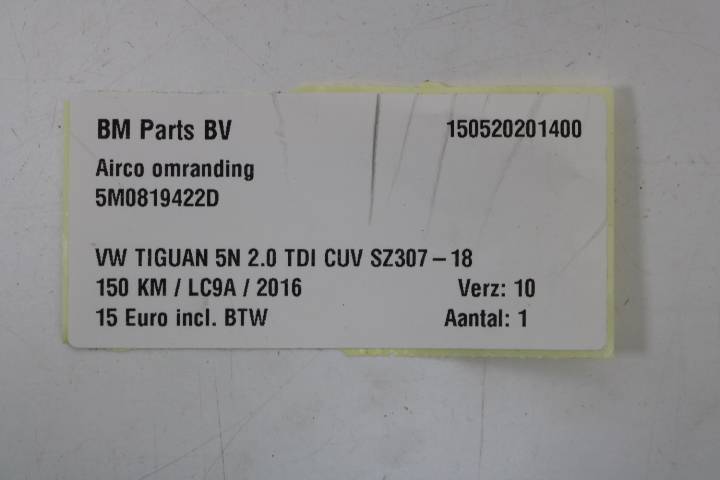 BM Parts BV 150520201400
Airco omranding
5M0819422D
VW TIGUAN 5N 2.0 TDI CUV SZ307-18
150 KM / LC9A / 2016 Verz: 10
15 Euro incl. BTW Aantal: 1